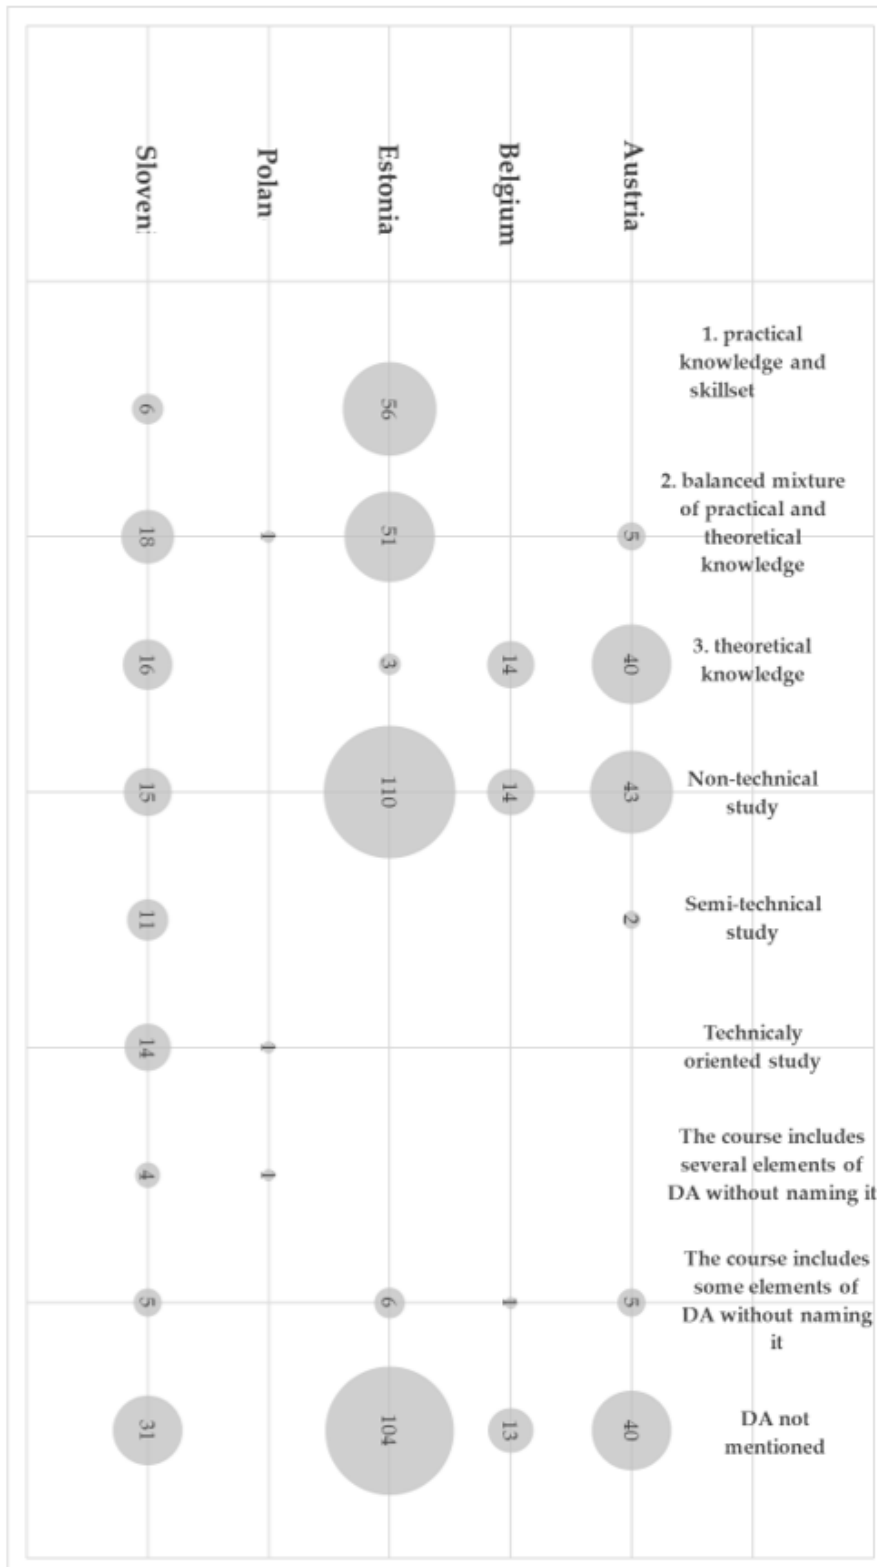 Sloven
Polan
Estonia
Belgium
Austria
1. practical
knowledge and
skillset
6
56
2. balanced mixture
of practical and
theoretical
knowledge
18
1
51
5
3. theoretical
knowledge
16
3
14
40
Non-technical
study
15
110
14
43
Semi-technical
study
11
2
Technicaly
oriented study
14
1
The course includes
several elements of
DA without naming it
4
1
The course includes
some elements of
DA without naming
it
5
6
1
5
DA not
mentioned
31
104
13
40